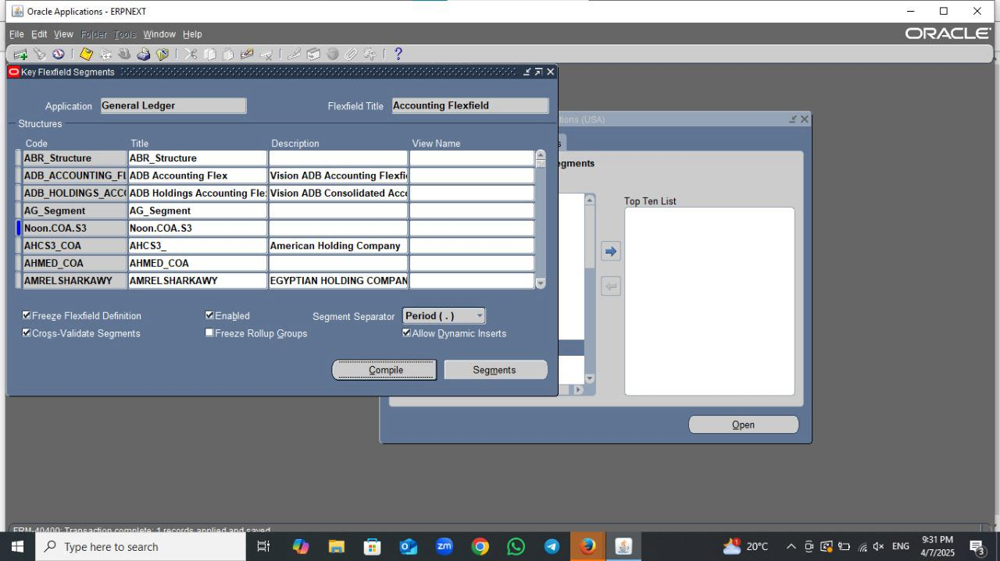 Oracle Applications - ERPNEXT
File Edit View Folder Tools Window Help
ORACLE
Key Flexfield Segments
Application General Ledger Flexfield Title Accounting Flexfield
(USA)
Structures
Code Title Description View Name
ABR_Structure ABR_Structure
egments
ADB_ACCOUNTING_FL ADB Accounting Flex Vision ADB Accounting Flexfi
ADB_HOLDINGS_ACC ADB Holdings Accounting Fle Vision ADB Consolidated Acc
Top Ten List
AG_Segment AG_Segment
Noon.COA.S3 Noon.COA.S3
AHCS3_COA AHCS3_ American Holding Company
AHMED_COA AHMED_COA
AMRELSHARKAWY AMRELSHARKAWY EGYPTIAN HOLDING COMPAN
Freeze Flexfield Definition Enabled Segment Separator Period ( . )
Cross-Validate Segments Freeze Rollup Groups Allow Dynamic Inserts
Compile Segments
Open
FRM-40400: Transaction complete: 1 records applied and saved.
Type here to search
zm
1
20°C
ENG
9:31 PM
4/7/2025
3